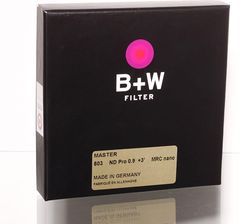 B+W
FILTER
MASTER
803 ND Pro 0.9 +3' MRC nano
MADE IN GERMANY
FABRIQUÉ EN ALLEMAGNE